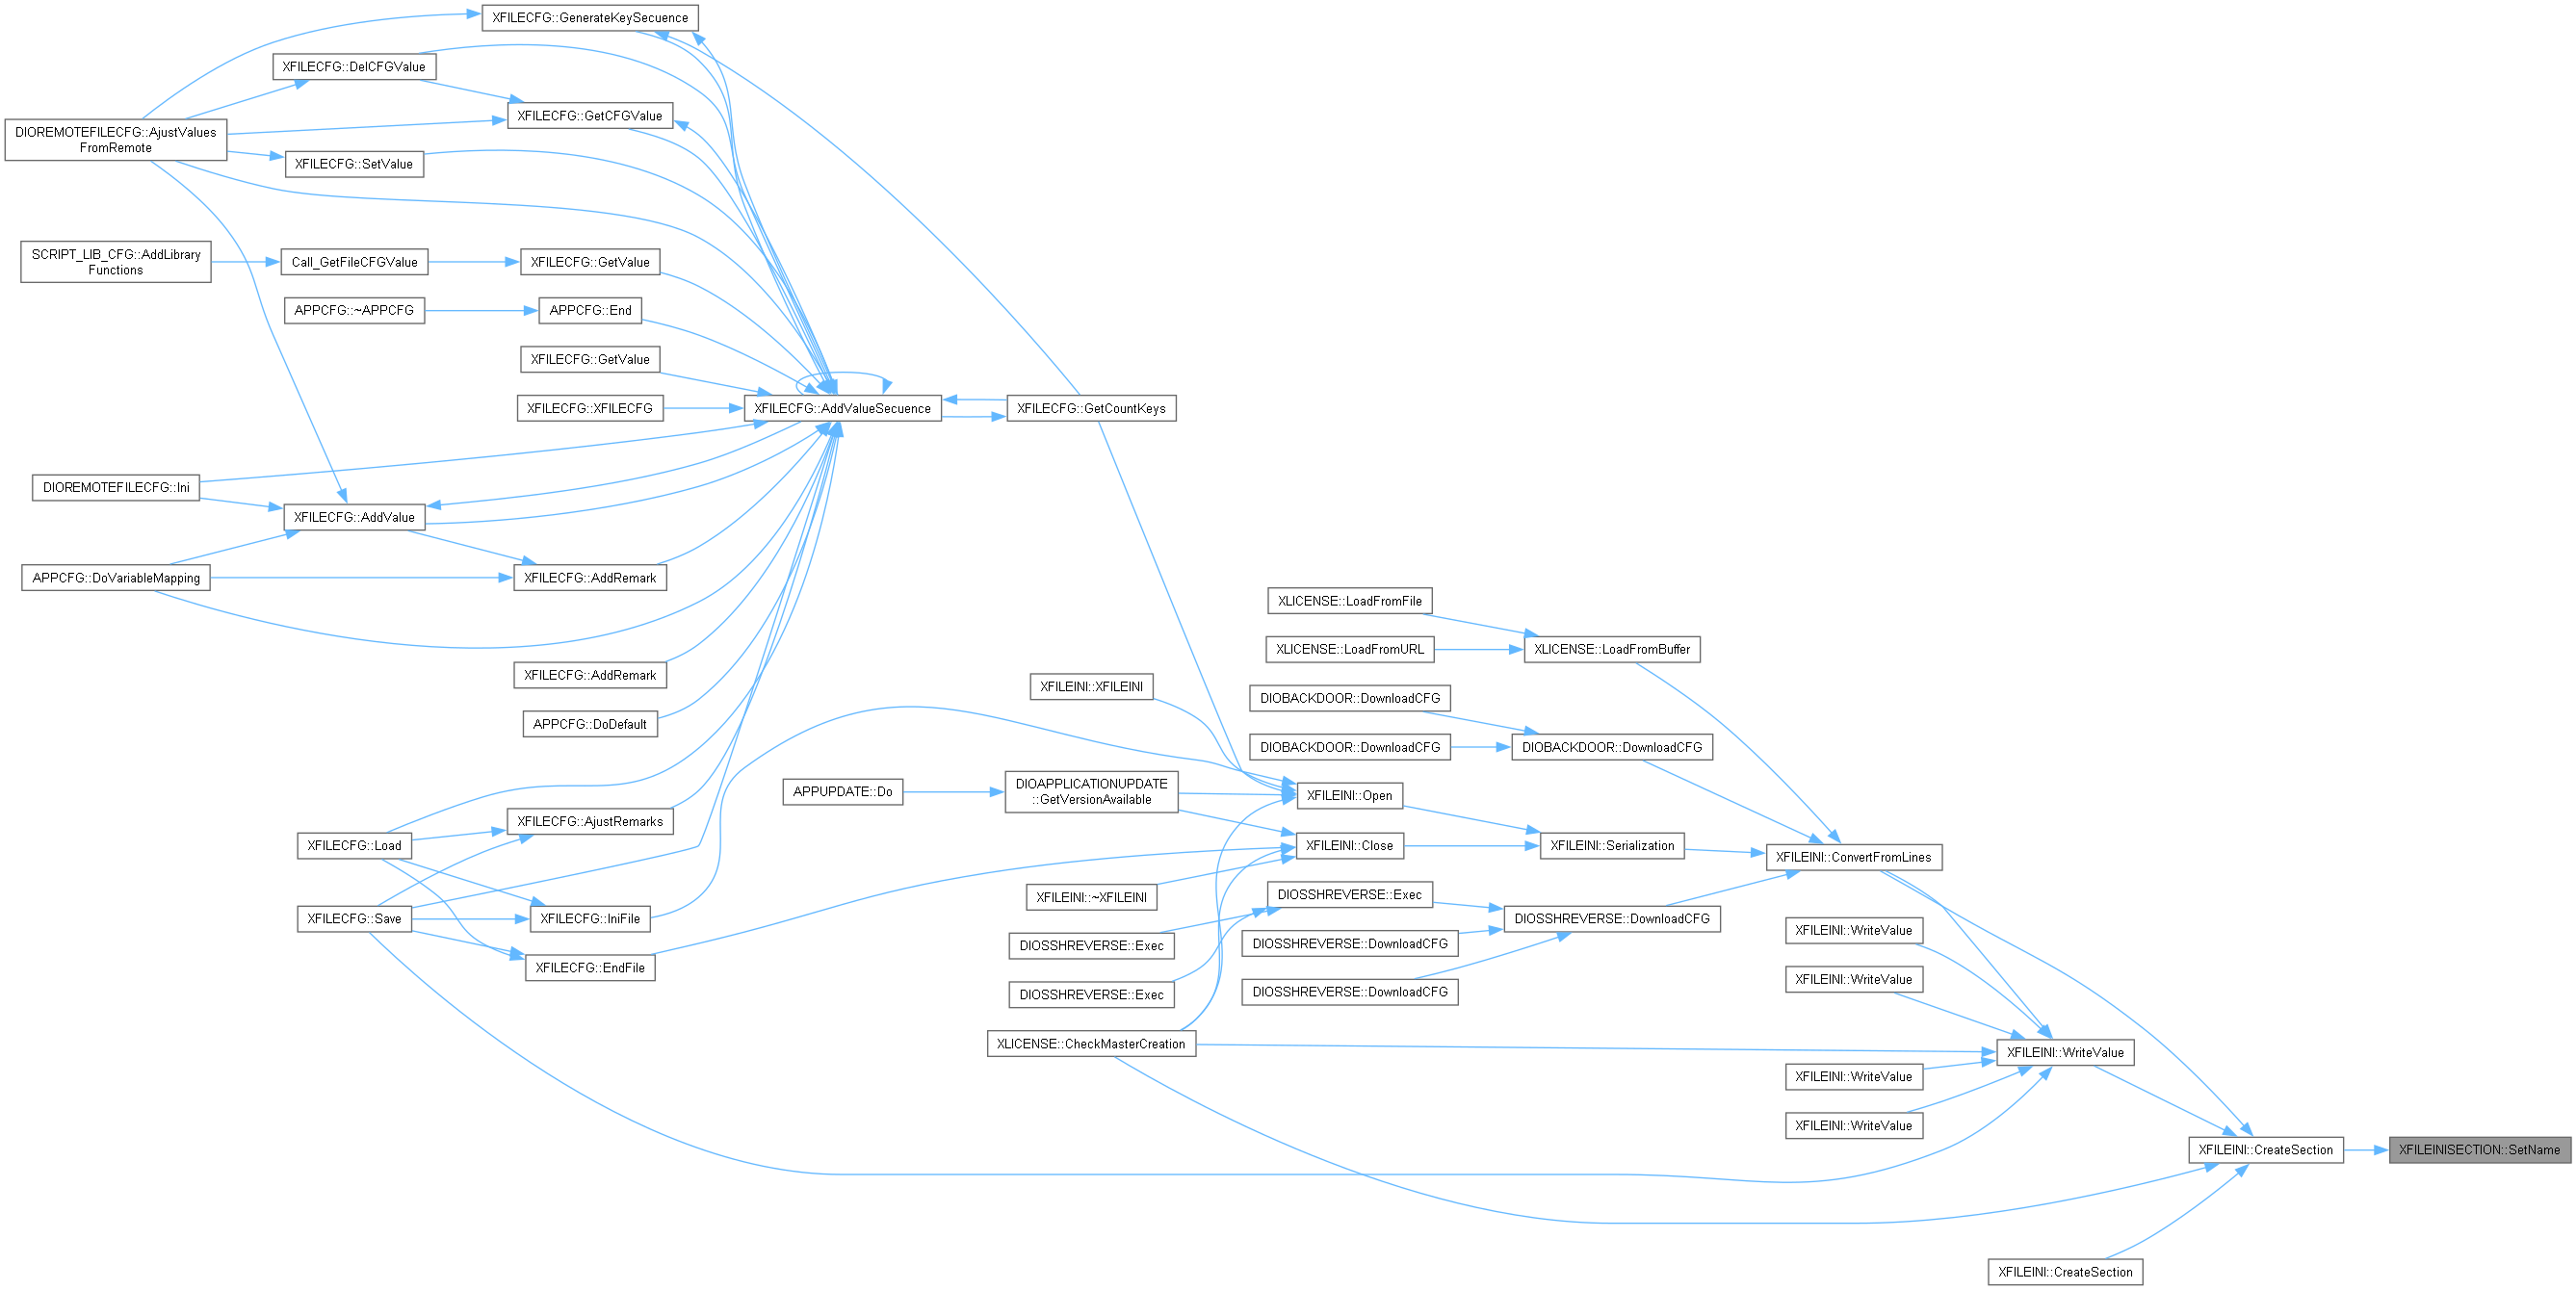 XFILECFG::GenerateKeySecuence
XFILECFG::DelCFGValue
XFILECFG::GetCFGValue
DIOREMOTEFILECFG::AjustValues
FromRemote
XFILECFG::SetValue
SCRIPT_LIB_CFG::AddLibrary
Functions
Call_GetFileCFGValue
XFILECFG::GetValue
APPCFG::~APPCFG
APPCFG::End
XFILECFG::GetValue
XFILECFG::XFILECFG
XFILECFG::AddValueSecuence
XFILECFG::GetCountKeys
DIOREMOTEFILECFG::Ini
XFILECFG::AddValue
APPCFG::DoVariableMapping
XFILECFG::AddRemark
XFILECFG::AddRemark
APPCFG::DoDefault
XLICENSE::LoadFromFile
XLICENSE::LoadFromURL
XLICENSE::LoadFromBuffer
XFILEINI::XFILEINI
DIOBACKDOOR::DownloadCFG
DIOBACKDOOR::DownloadCFG
DIOBACKDOOR::DownloadCFG
APPUPDATE::Do
DIOAPPLICATIONUPDATE
::GetVersionAvailable
XFILEINI::Open
XFILECFG::AjustRemarks
XFILECFG::Load
XFILEINI::Close
XFILEINI::Serialization
XFILEINI::ConvertFromLines
XFILEINI::~XFILEINI
DIOSSHREVERSE::Exec
XFILECFG::Save
XFILECFG::IniFile
DIOSSHREVERSE::DownloadCFG
XFILEINI::WriteValue
DIOSSHREVERSE::Exec
DIOSSHREVERSE::DownloadCFG
XFILECFG::EndFile
XFILEINI::WriteValue
DIOSSHREVERSE::Exec
DIOSSHREVERSE::DownloadCFG
XLICENSE::CheckMasterCreation
XFILEINI::WriteValue
XFILEINI::WriteValue
XFILEINI::WriteValue
XFILEINI::CreateSection
XFILEINISECTION::SetName
XFILEINI::CreateSection